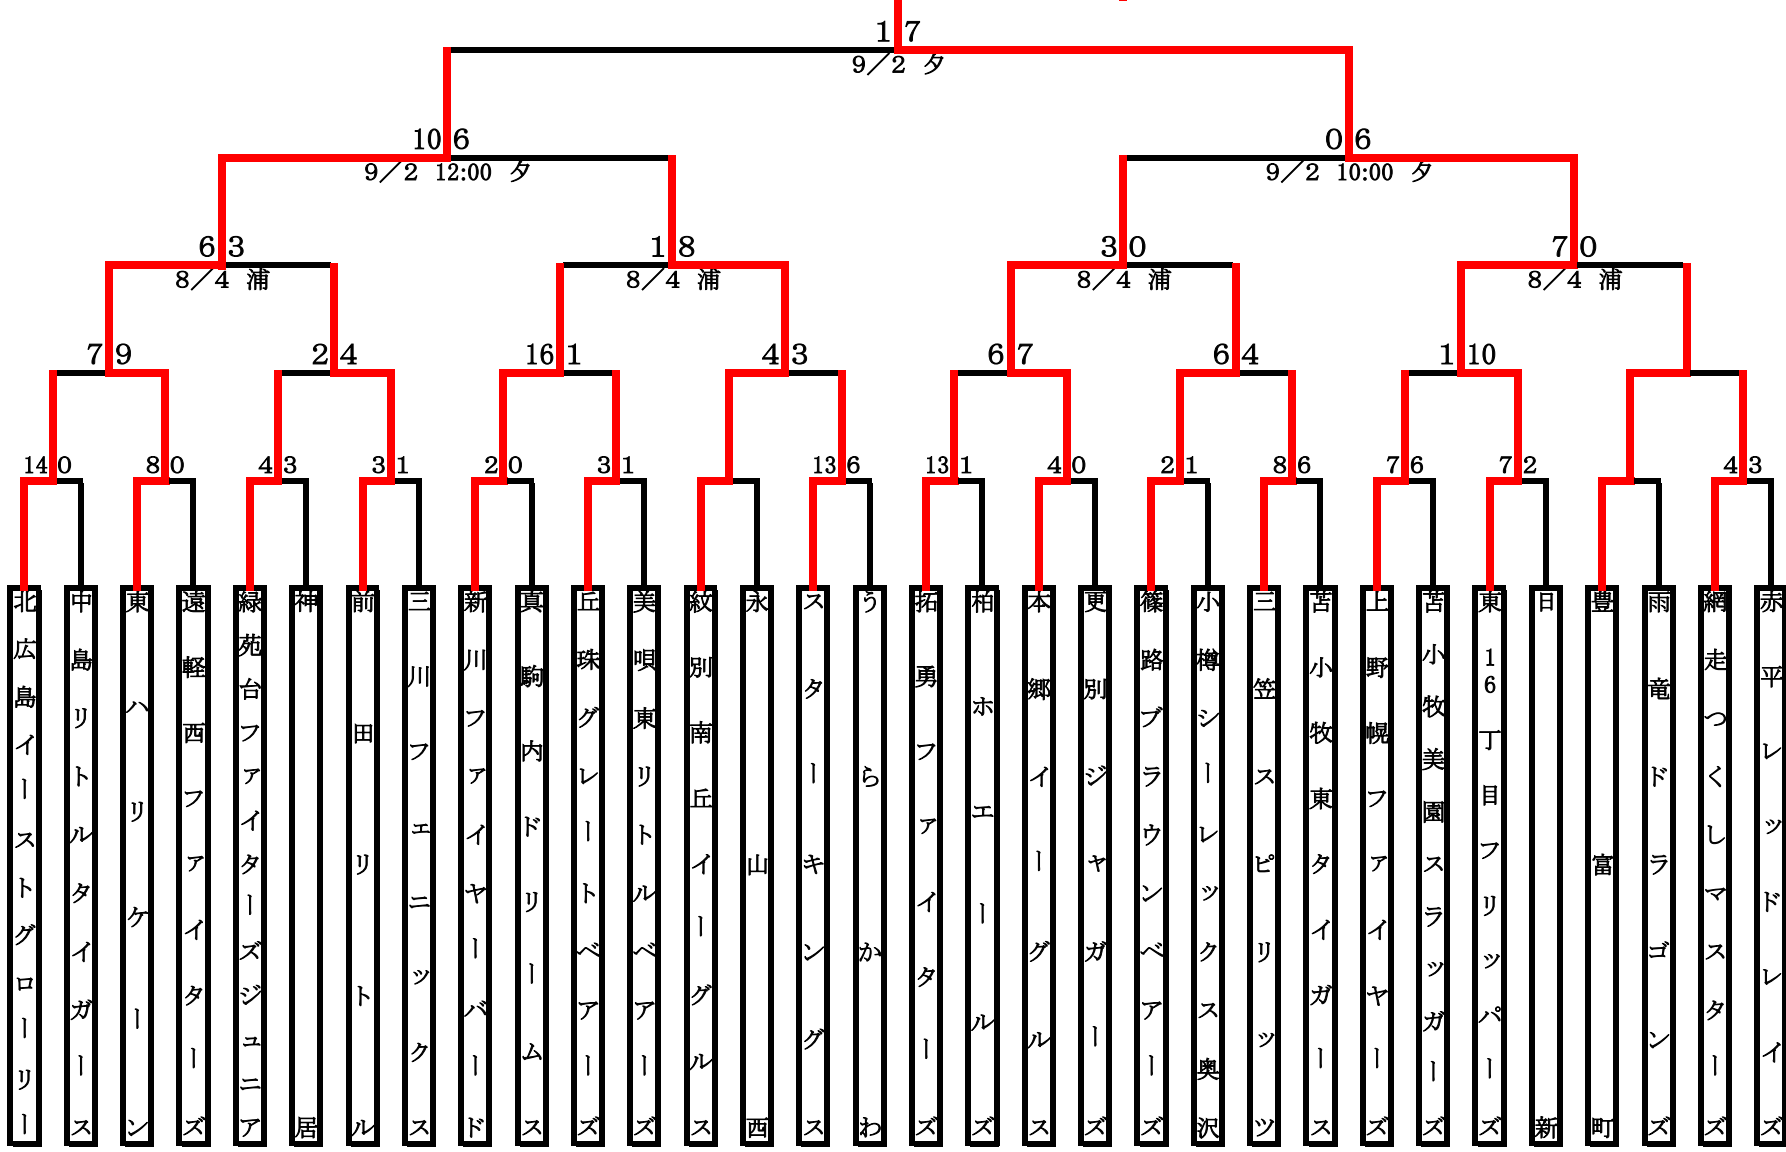 1 7
9／2 夕
10 6
9／2 12:00 夕
0 6
9／2 10:00 夕
6 3
8／4 浦
1 8
8／4 浦
3 0
8／4 浦
7 0
8／4 浦
7 9
2 4
16 1
4 3
6 7
6 4
1 10
14 0
8 0
4 3
3 1
2 0
3 1
13 6
13 1
4 0
2 1
8 6
7 6
7 2
4 3
北広島イーストグローリー
中島リトルタイガース
東ハリケーン
遠軽西ファイターズ
緑苑台ファイターズジュニア
神居
前田リトル
三川フェニックス
新川ファイヤーバード
真駒内ドリームス
丘珠グレートベアーズ
美唄東リトルベアーズ
紋別南丘イーグルス
永山西
スターキングス
うらかわ
拓勇ファイターズ
柏ホエールズ
本郷イーグルス
更別ジャガーズ
篠路ブラウンベアーズ
小樽シーレックス奥沢
三笠スピリッツ
苫小牧東タイガース
上野幌ファイヤーズ
苫小牧美園スラッガーズ
東16丁目フリッパーズ
日新
豊富町
雨竜ドラゴンズ
網走つくしマスターズ
赤平レッドレイズ